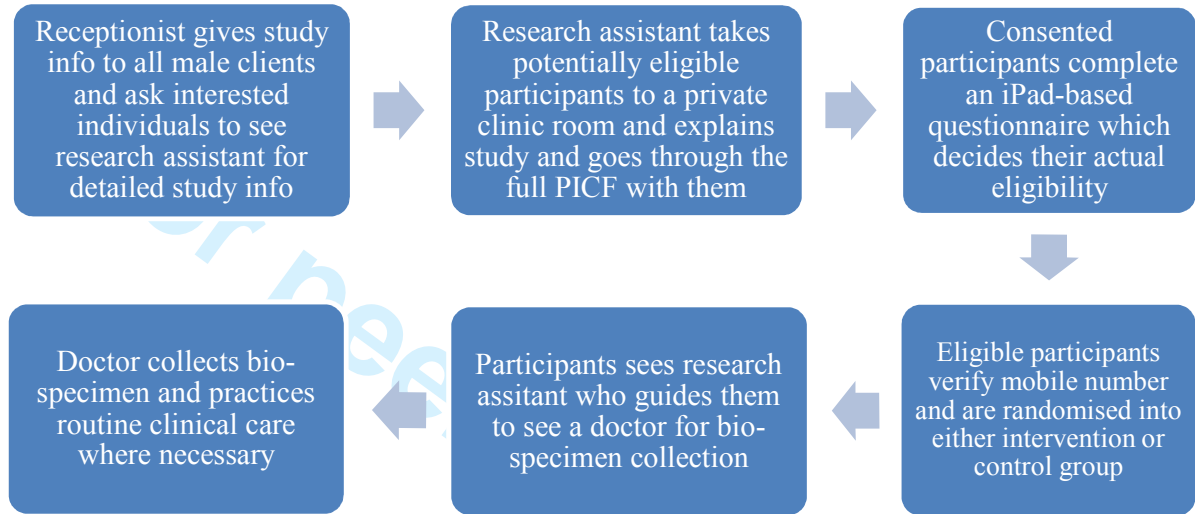 Receptionist gives study
info to all male clients
and ask interested
individuals to see
research assistant for
detailed study info
Research assistant takes
potentially eligible
participants to a private
clinic room and explains
study and goes through the
full PICF with them
Consented
participants complete
an iPad-based
questionnaire which
decides their actual
eligibility
Eligible participants
verify mobile number
and are randomised into
either intervention or
control group
Participants sees research
assitant who guides them
to see a doctor for bio-
specimen collection
Doctor collects bio-
specimen and practices
routine clinical care
where necessary